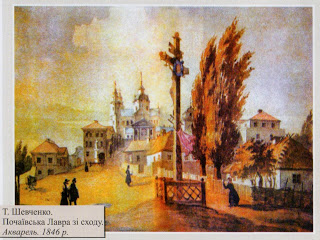 Т. Шевченко.
Почаївська Лавра зі сходу.
Акварель. 1846 р.